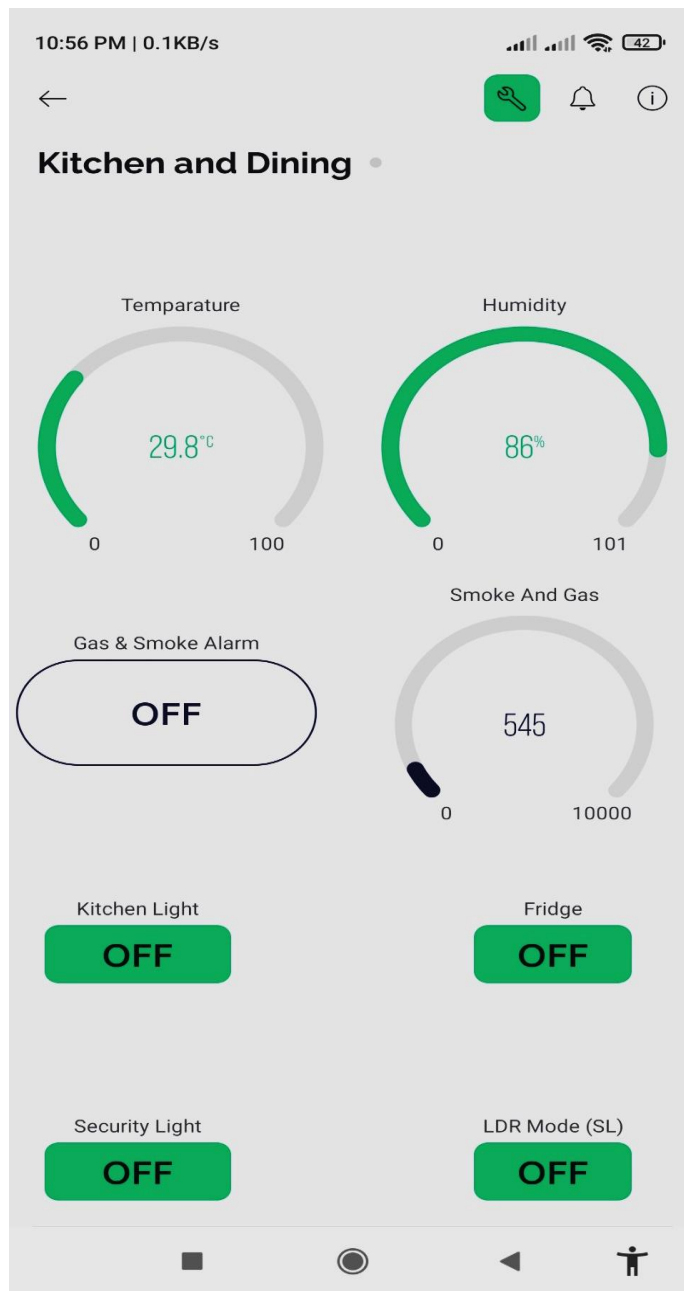 10:56 PM | 0.1KB/s 42
Kitchen and Dining
Temparature Humidity
29.8°C 86%
0 100 0 101
Smoke And Gas
Gas & Smoke Alarm
OFF 545
0 10000
Kitchen Light Fridge
OFF OFF
Security Light LDR Mode (SL)
OFF OFF